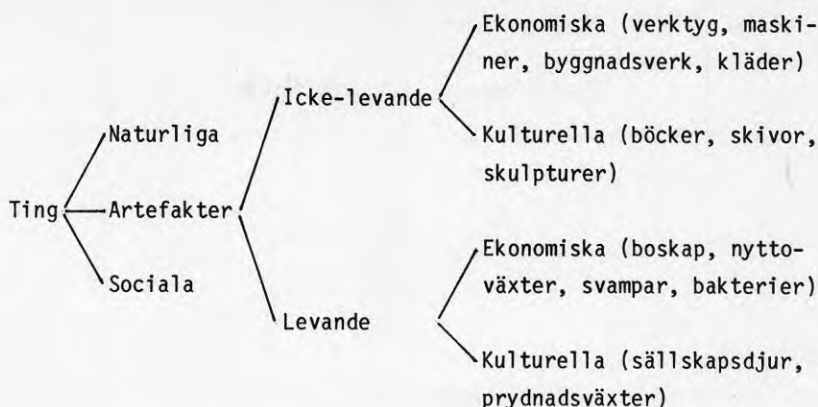 Ekonomiska (verktyg, maski-
ner, byggnadsverk, kläder)
Icke-levande
Kulturella (böcker, skivor,
skulpturer)
Naturliga
Ting
Artefakter
Sociala
Ekonomiska (boskap, nytto-
växter, svampar, bakterier)
Levande
Kulturella (sällskapsdjur,
prydnadsväxter)